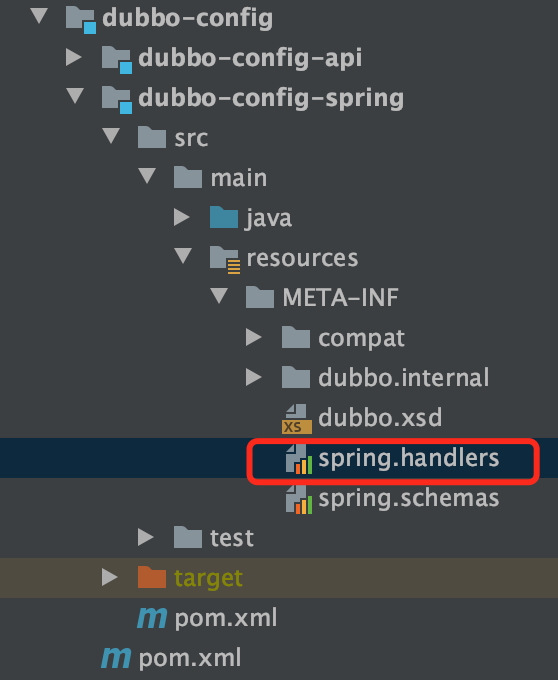 dubbo-config
dubbo-config-api
dubbo-config-spring
src
main
java
resources
META-INF
compat
dubbo.internal
XS dubbo.xsd
spring.handlers
spring.schemas
test
target
m pom.xml
m pom.xml